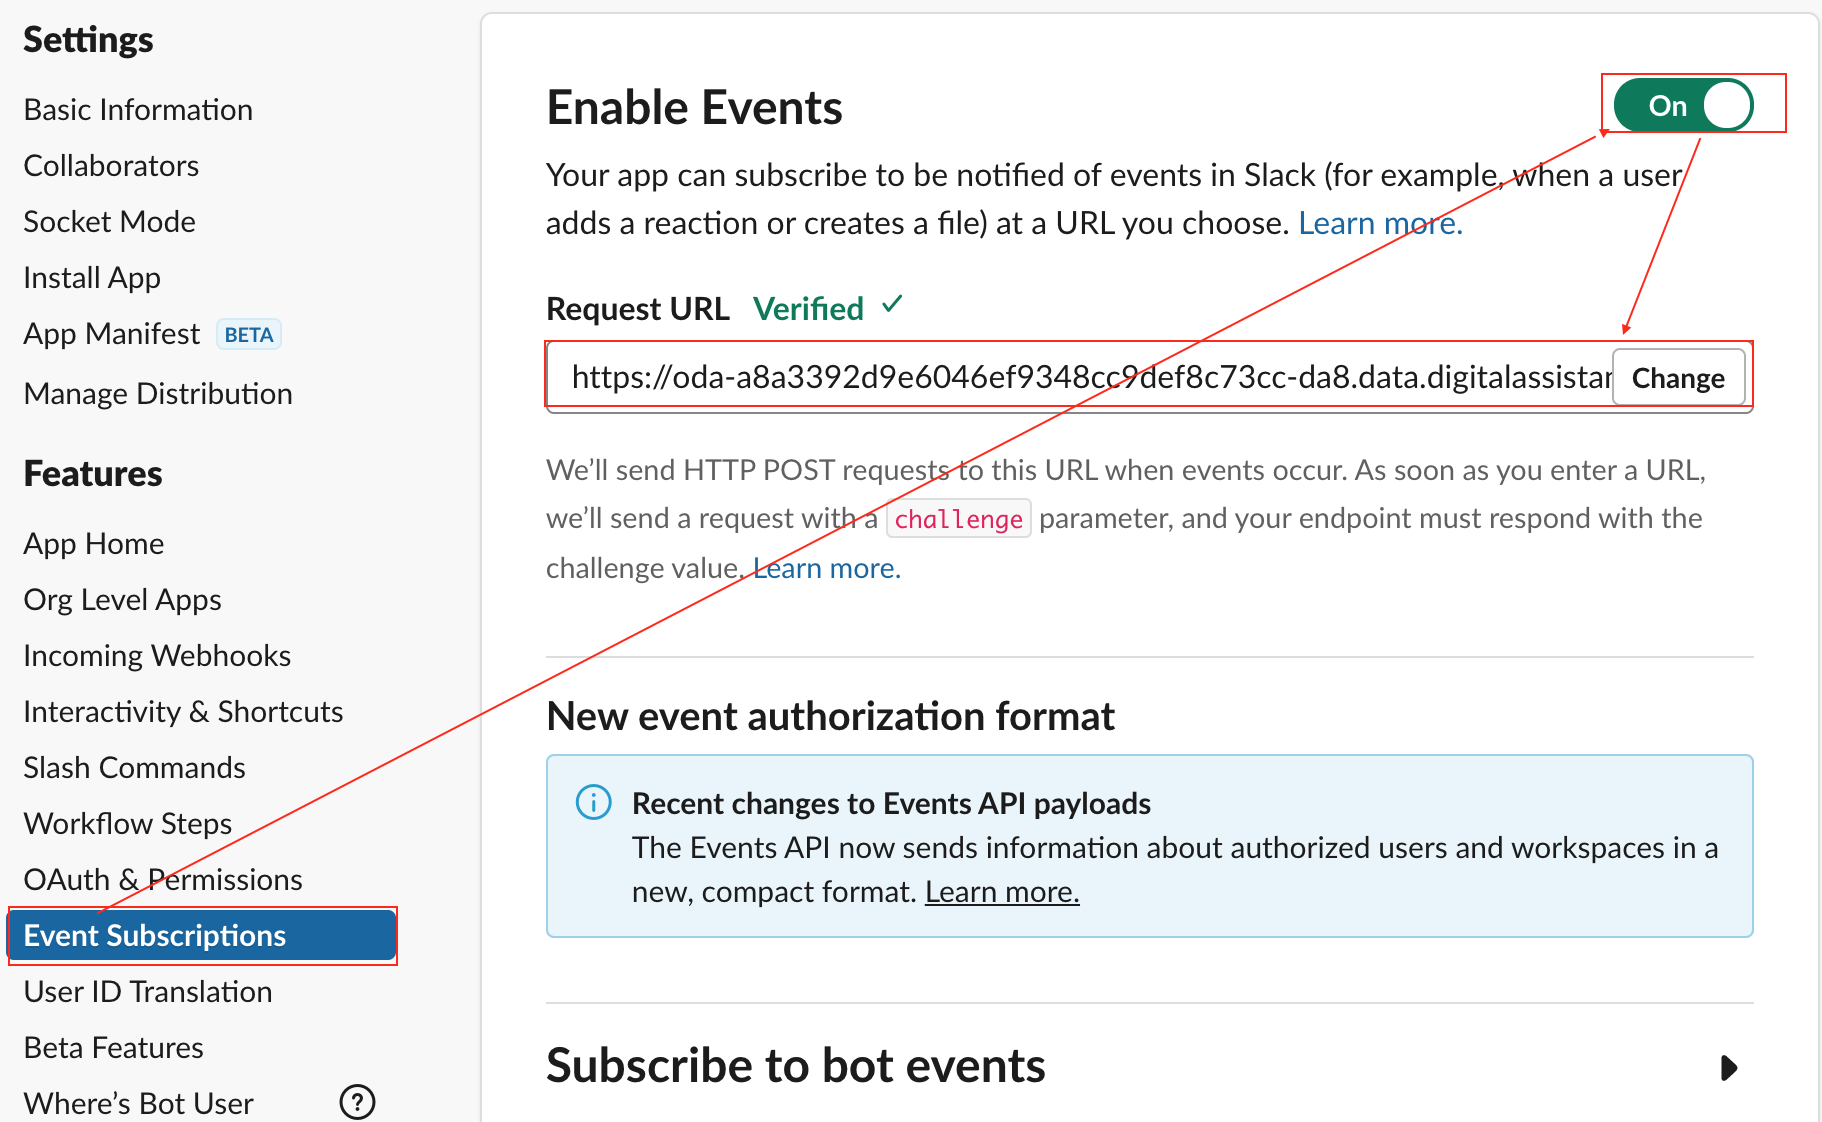 Settings
Basic Information
Collaborators
Socket Mode
Install App
App Manifest BETA
Manage Distribution
Features
App Home
Org Level Apps
Incoming Webhooks
Interactivity & Shortcuts
Slash Commands
Workflow Steps
OAuth & Permissions
Event Subscriptions
User ID Translation
Beta Features
Where’s Bot User
?
Enable Events
On
Your app can subscribe to be notified of events in Slack (for example, when a user
adds a reaction or creates a file) at a URL you choose. Learn more.
Request URL Verified ✓
https://oda-a8a3392d9e6046ef9348cc9def8c73cc-da8.data.digitalassistan
Change
We’ll send HTTP POST requests to this URL when events occur. As soon as you enter a URL,
we’ll send a request with a challenge parameter, and your endpoint must respond with the
challenge value. Learn more.
New event authorization format
Recent changes to Events API payloads
The Events API now sends information about authorized users and workspaces in a
new, compact format. Learn more.
Subscribe to bot events